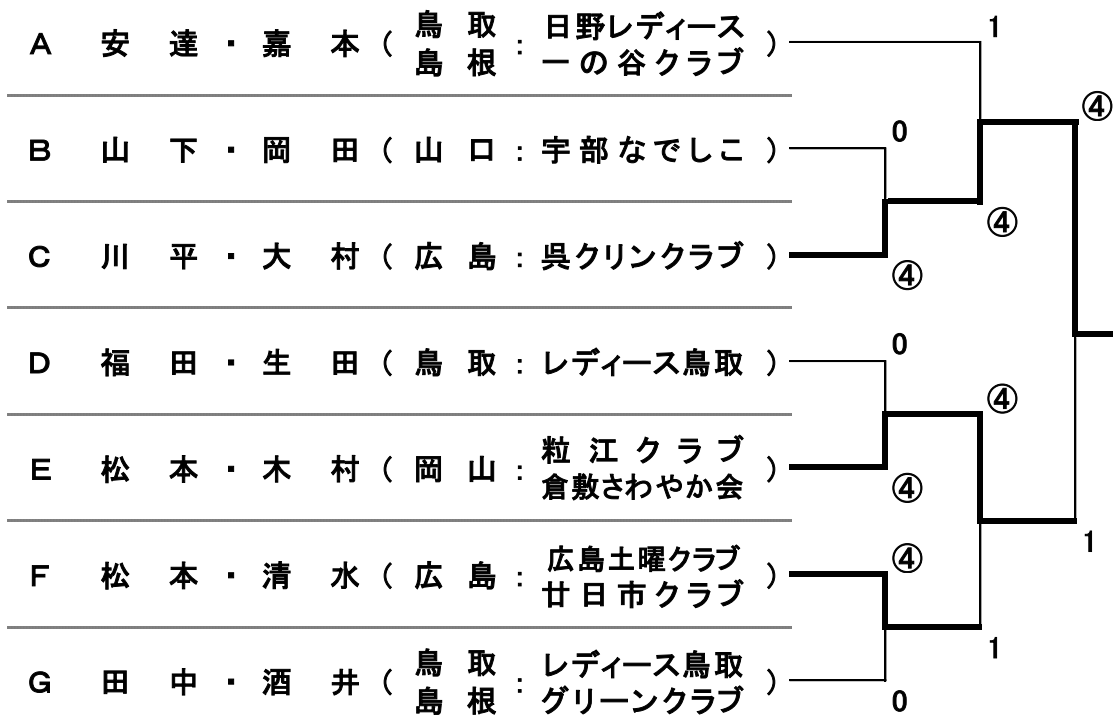 A 安達・嘉本(鳥取島根:日野レディース一の谷クラブ) 1
④
B 山下・岡田(山口:宇部なでしこ) 0
④
C 川平・大村(広島:呉クリンクラブ) ④
D 福田・生田(鳥取:レディース鳥取) 0
④
E 松本・木村(岡山:粒江クラブ倉敷さわやか会) ④
1
F 松本・清水(広島:広島土曜クラブ廿日市クラブ) ④
1
G 田中・酒井(鳥取島根:レディース鳥取グリーンクラブ) 0